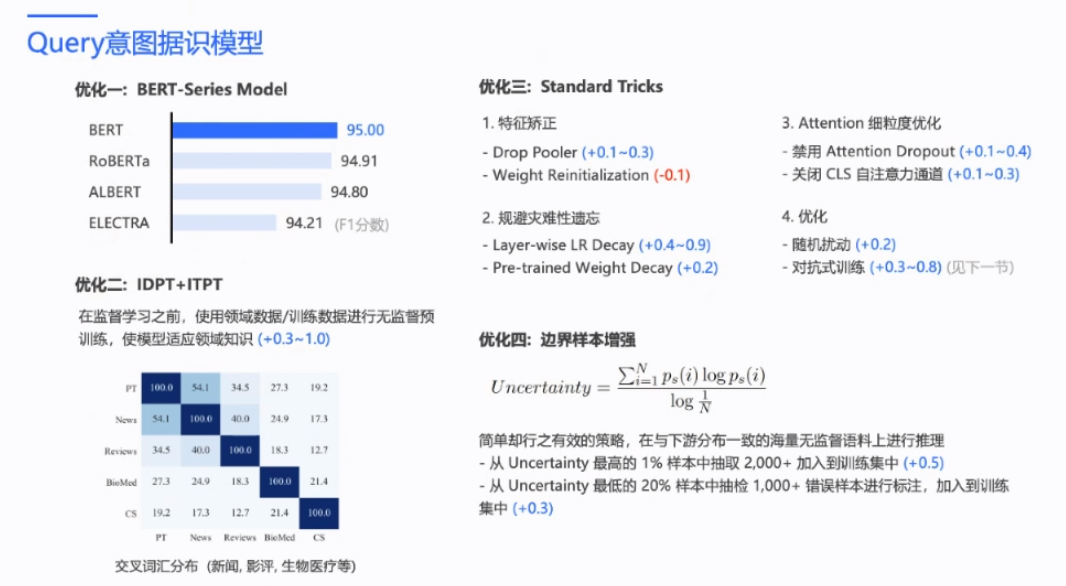 Query意图据识模型
优化一: BERT-Series Model
BERT 95.00
RoBERTa 94.91
ALBERT 94.80
ELECTRA 94.21 (F1分数)
优化二: IDPT+ITPT
在监督学习之前，使用领域数据/训练数据进行无监督预
训练，使模型适应领域知识 (+0.3~1.0)
PT 100.0 54.1 34.5 27.3 19.2
News 54.1 100.0 40.0 24.9 17.3
Reviews 34.5 40.0 100.0 18.3 12.7
BioMed 27.3 24.9 18.3 100.0 21.4
CS 19.2 17.3 12.7 21.4 100.0
PT News Reviews BioMed CS
交叉词汇分布 (新闻, 影评, 生物医疗等)
优化三: Standard Tricks
1. 特征矫正
- Drop Pooler (+0.1~0.3)
- Weight Reinitialization (-0.1)
2. 规避灾难性遗忘
- Layer-wise LR Decay (+0.4~0.9)
- Pre-trained Weight Decay (+0.2)
3. Attention 细粒度优化
- 禁用 Attention Dropout (+0.1~0.4)
- 关闭 CLS 自注意力通道 (+0.1~0.3)
4. 优化
- 随机扰动 (+0.2)
- 对抗式训练 (+0.3~0.8) (见下一节)
优化四: 边界样本增强
Uncertainty = \frac{\sum_{i=1}^{N} p_s(i) \log p_s(i)}{\log \frac{1}{N}}
简单却行之有效的策略，在与下游分布一致的海量无监督语料上进行推理
- 从 Uncertainty 最高的 1% 样本中抽取 2,000+ 加入到训练集中 (+0.5)
- 从 Uncertainty 最低的 20% 样本中抽检 1,000+ 错误样本进行标注，加入到训练
集中 (+0.3)